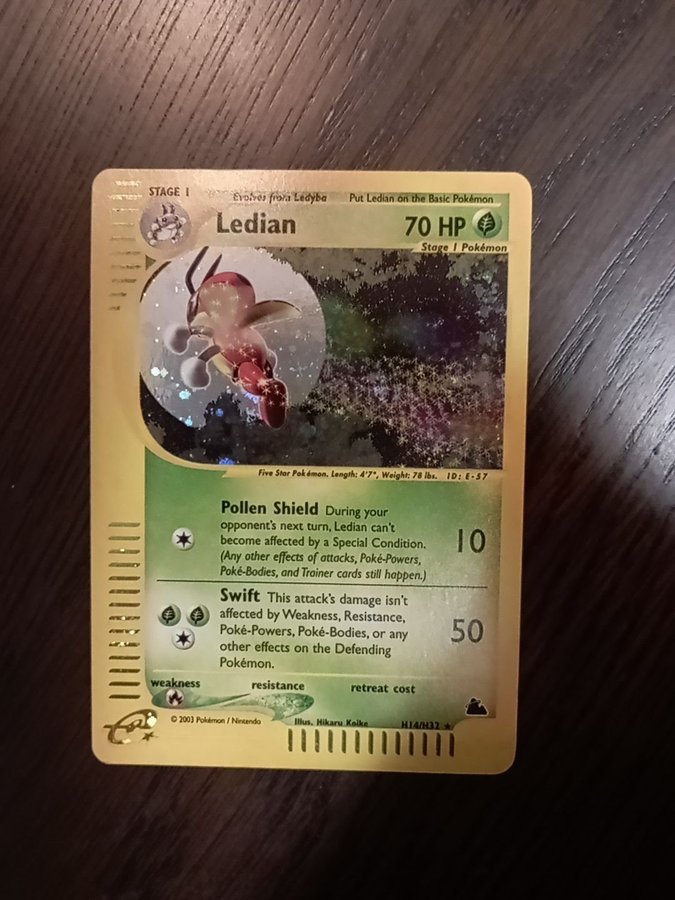 STAGE 1
Evolves from Ledyba
Put Ledian on the Basic Pokémon
Ledian
70 HP
Stage 1 Pokémon
Five Star Pokémon. Length: 4'7", Weight: 78 lbs. ID: E-57
Pollen Shield During your
opponent's next turn, Ledian can't
become affected by a Special Condition.
(Any other effects of attacks, Poké-Powers,
Poké-Bodies, and Trainer cards still happen.)
10
Swift This attack's damage isn't
affected by Weakness, Resistance,
Poké-Powers, Poké-Bodies, or any
other effects on the Defending
Pokémon.
50
weakness
resistance
retreat cost
© 2003 Pokémon / Nintendo
Illus. Hikaru Koike
H14/H32